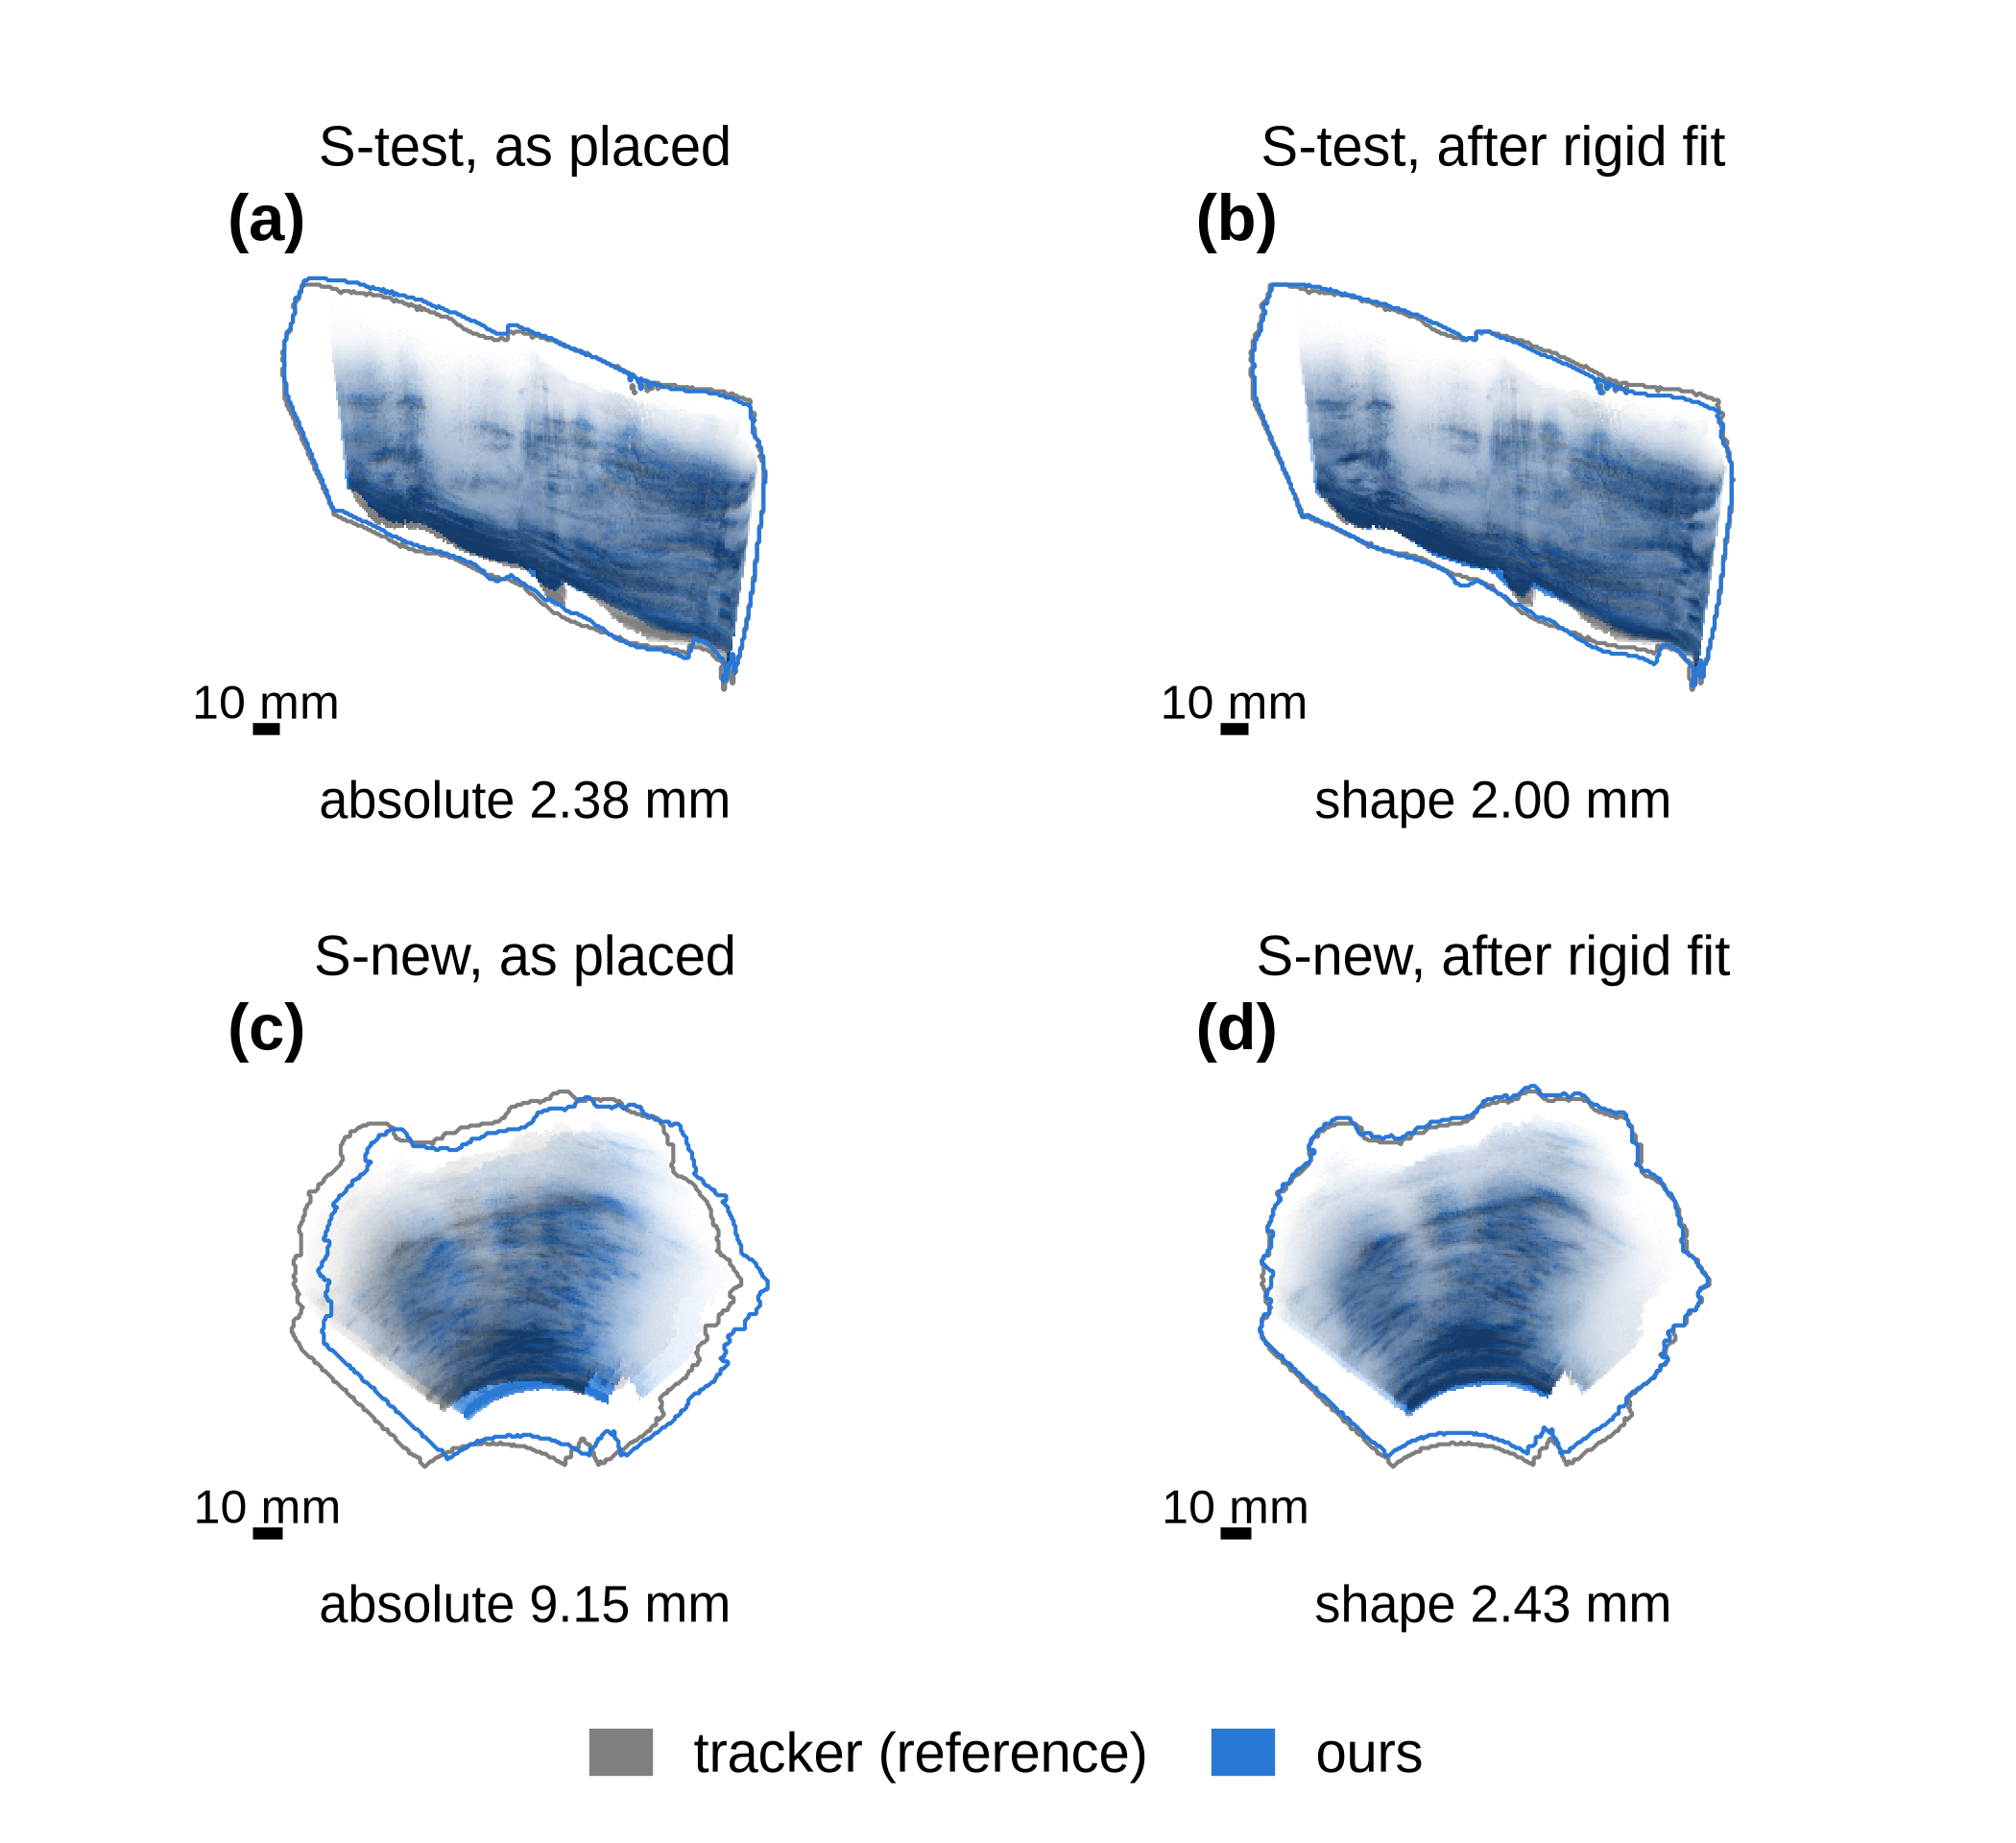 S-test, as placed
S-test, after rigid fit
(a)
(b)
10 mm
10 mm
absolute 2.38 mm
shape 2.00 mm
S-new, as placed
S-new, after rigid fit
(c)
(d)
10 mm
10 mm
absolute 9.15 mm
shape 2.43 mm
tracker (reference)
ours